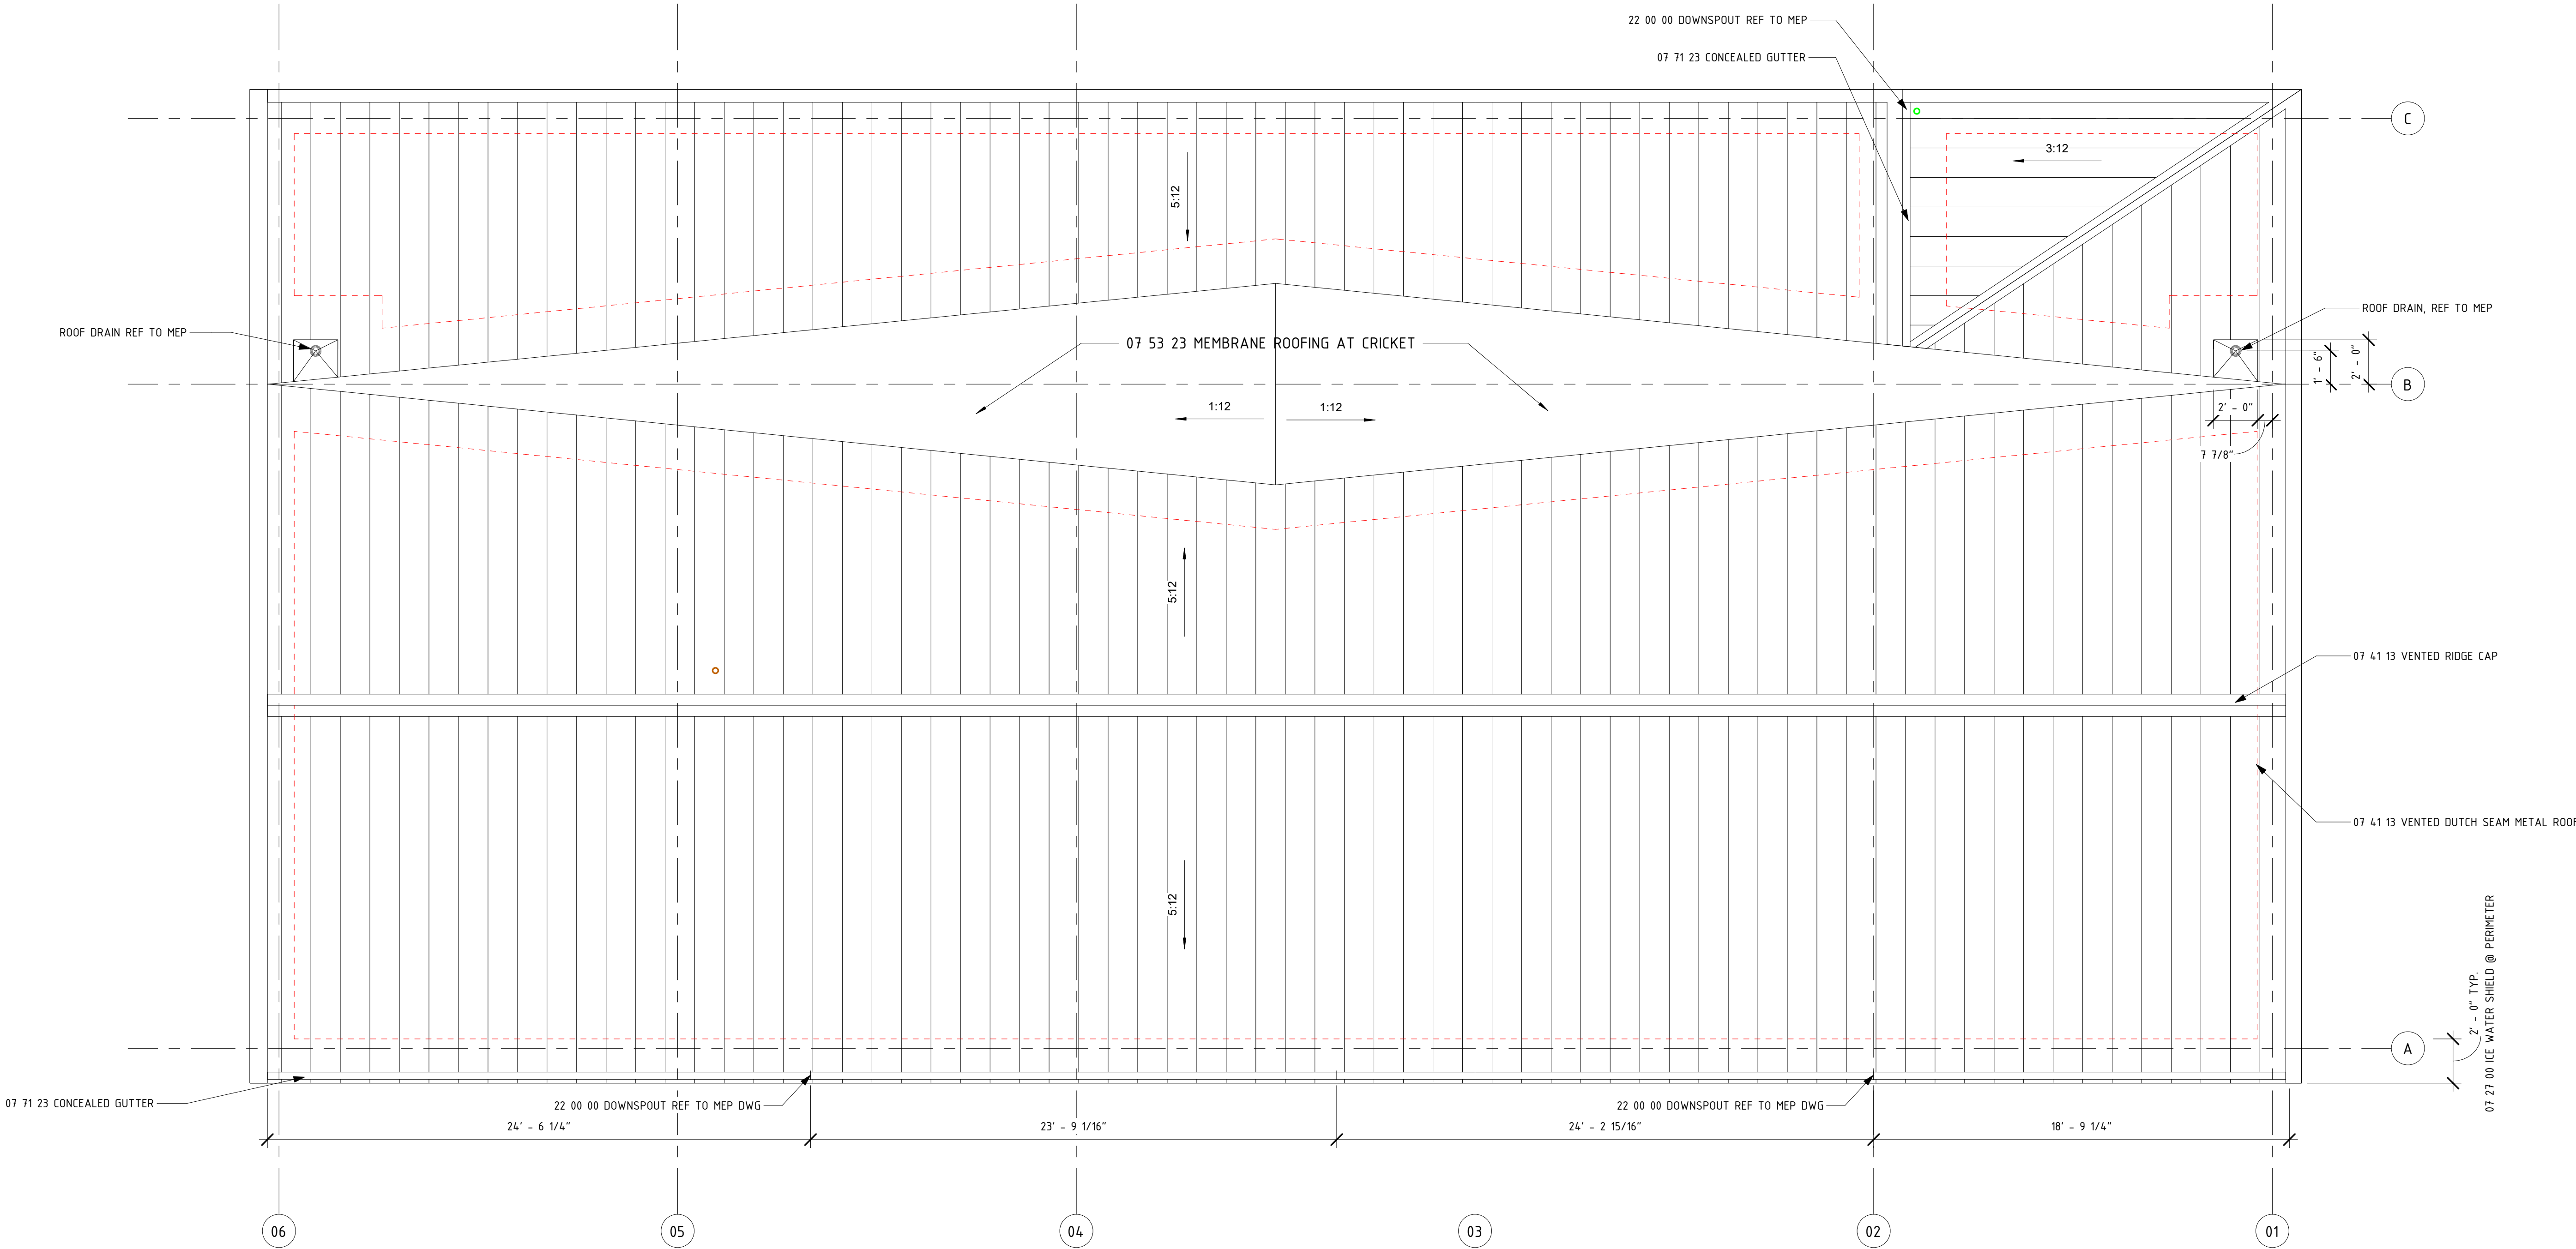 22 00 00 DOWNSPOUT REF TO MEP
07 71 23 CONCEALED GUTTER
C
3:12
5:12
ROOF DRAIN REF TO MEP
ROOF DRAIN, REF TO MEP
07 53 23 MEMBRANE ROOFING AT CRICKET
1' - 6"
2' - 0"
B
1:12
1:12
2' - 0"
7 7/8"
5:12
07 41 13 VENTED RIDGE CAP
07 41 13 VENTED DUTCH SEAM METAL ROOF
5:12
2' - 0" TYP.
07 27 00 ICE WATER SHIELD @ PERIMETER
A
07 71 23 CONCEALED GUTTER
22 00 00 DOWNSPOUT REF TO MEP DWG
22 00 00 DOWNSPOUT REF TO MEP DWG
24' - 6 1/4"
23' - 9 1/16"
24' - 2 15/16"
18' - 9 1/4"
06
05
04
03
02
01